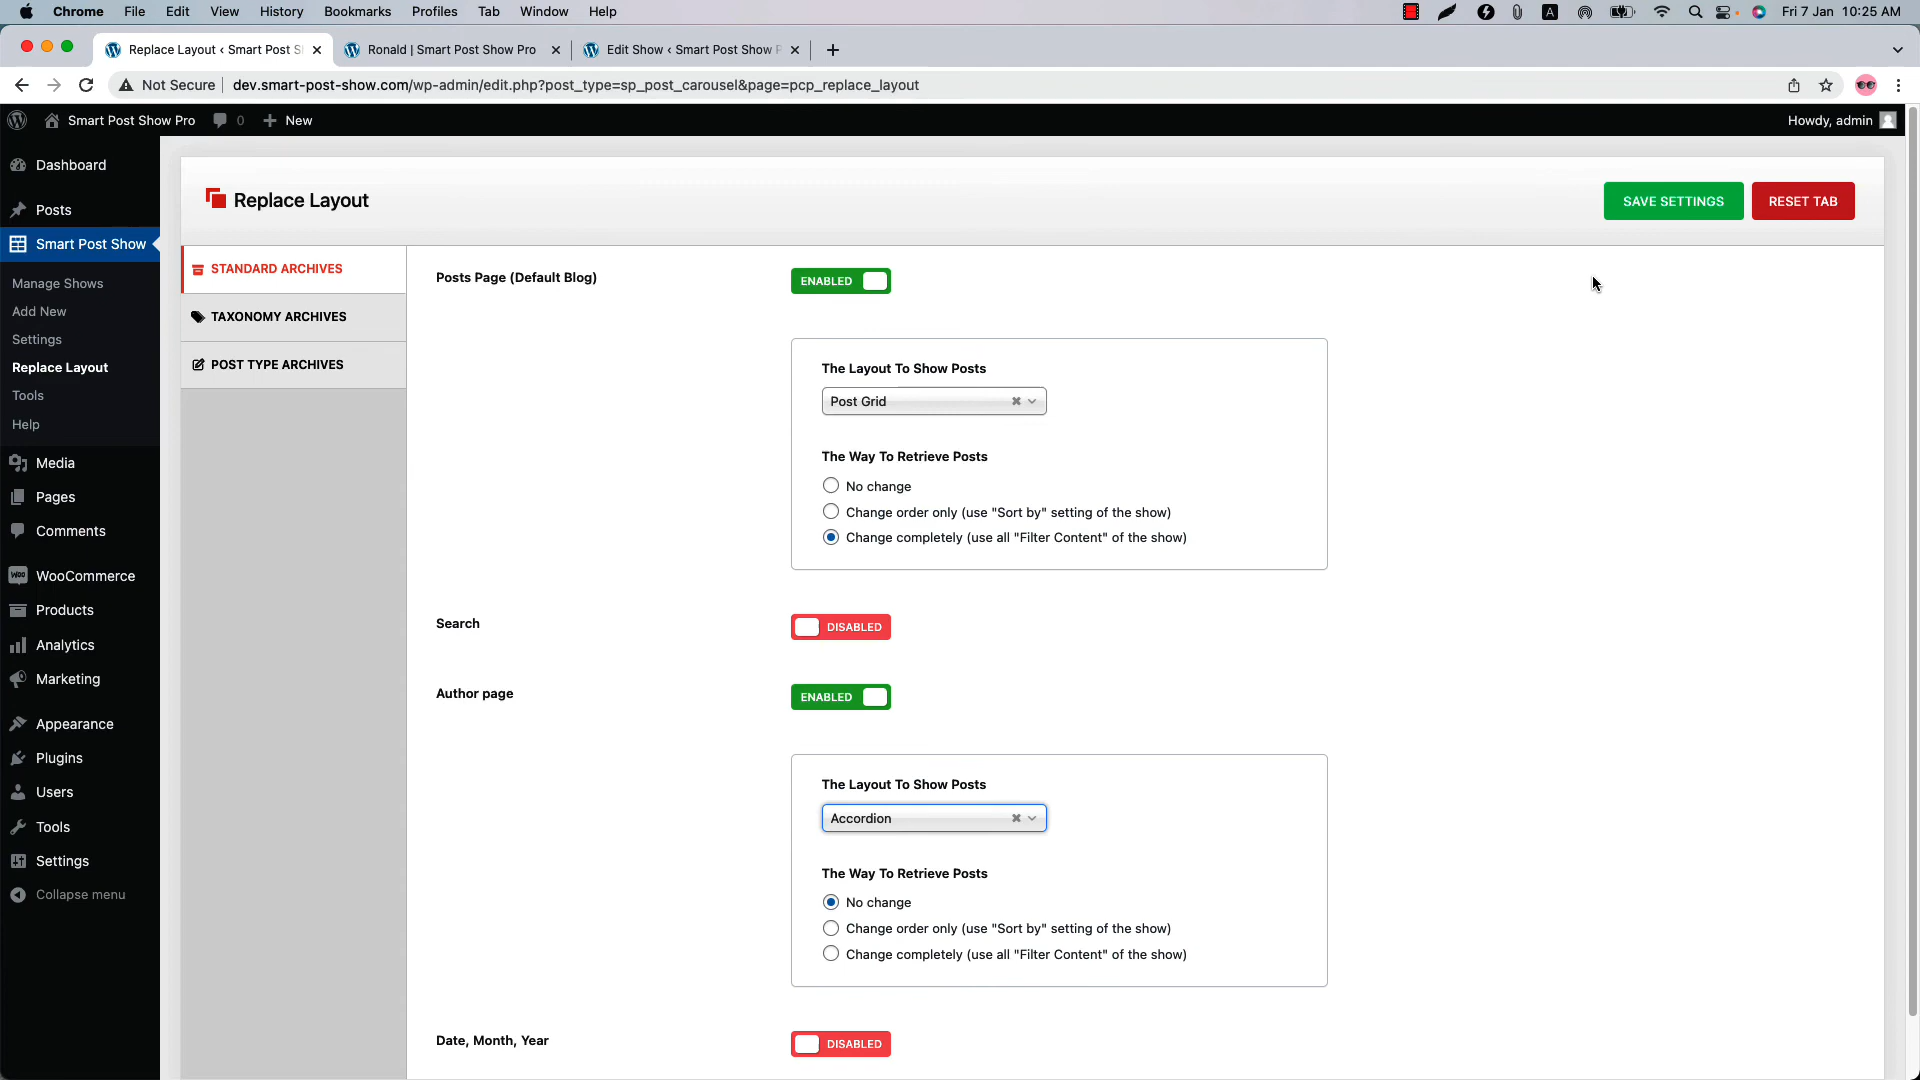 Chrome File Edit View History Bookmarks Profiles Tab Window Help A Fri 7 Jan 10:25 AM
Replace Layout ‹ Smart Post S Ronald | Smart Post Show Pro Edit Show ‹ Smart Post Show P
Not Secure dev.smart-post-show.com/wp-admin/edit.php?post_type=sp_post_carousel&page=pcp_replace_layout
Smart Post Show Pro 0 New Howdy, admin
Dashboard
Posts
Smart Post Show
Manage Shows
Add New
Settings
Replace Layout
Tools
Help
Media
Pages
Comments
Woo WooCommerce
Products
Analytics
Marketing
Appearance
Plugins
Users
Tools
Settings
Collapse menu
Replace Layout
SAVE SETTINGS RESET TAB
STANDARD ARCHIVES
TAXONOMY ARCHIVES
POST TYPE ARCHIVES
Posts Page (Default Blog) ENABLED
The Layout To Show Posts
Post Grid
The Way To Retrieve Posts
No change
Change order only (use "Sort by" setting of the show)
Change completely (use all "Filter Content" of the show)
Search DISABLED
Author page ENABLED
The Layout To Show Posts
Accordion
The Way To Retrieve Posts
No change
Change order only (use "Sort by" setting of the show)
Change completely (use all "Filter Content" of the show)
Date, Month, Year DISABLED